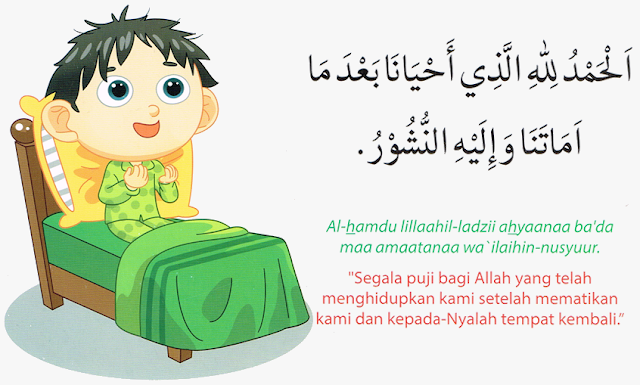 اَلْحَمْدُ لِلّٰهِ الَّذِي أَحْيَانَا بَعْدَ مَا
اَمَاتَنَا وَإِلَيْهِ النُّشُوْرُ.
Al-hamdu lillaahil-ladzii ahyaanaa ba'da
maa amaatanaa wa`ilaihin-nusyuur.
"Segala puji bagi Allah yang telah
menghidupkan kami setelah mematikan
kami dan kepada-Nyalah tempat kembali.”